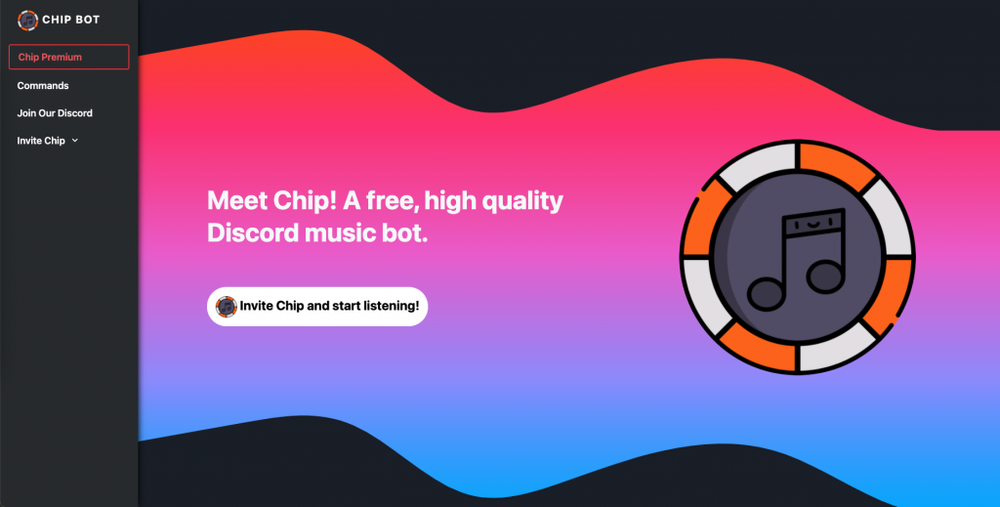 CHIP BOT
Chip Premium
Commands
Join Our Discord
Invite Chip
Meet Chip! A free, high quality
Discord music bot.
Invite Chip and start listening!